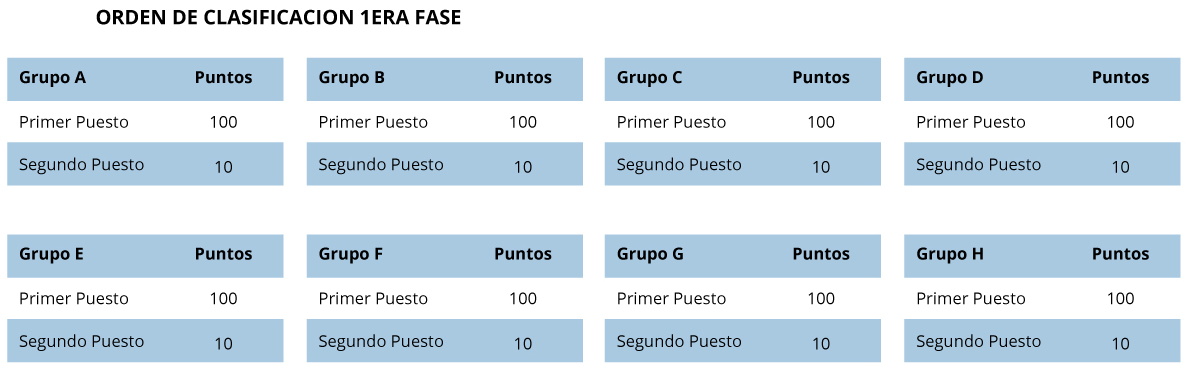 ORDEN DE CLASIFICACION 1ERA FASE
Grupo A Puntos
Primer Puesto 100
Segundo Puesto 10
Grupo B Puntos
Primer Puesto 100
Segundo Puesto 10
Grupo C Puntos
Primer Puesto 100
Segundo Puesto 10
Grupo D Puntos
Primer Puesto 100
Segundo Puesto 10
Grupo E Puntos
Primer Puesto 100
Segundo Puesto 10
Grupo F Puntos
Primer Puesto 100
Segundo Puesto 10
Grupo G Puntos
Primer Puesto 100
Segundo Puesto 10
Grupo H Puntos
Primer Puesto 100
Segundo Puesto 10